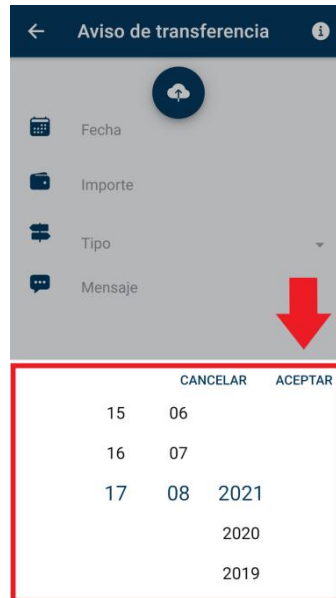 Aviso de transferencia
Fecha
Importe
Tipo
Mensaje
CANCELAR ACEPTAR
15 06
16 07
17 08 2021
2020
2019